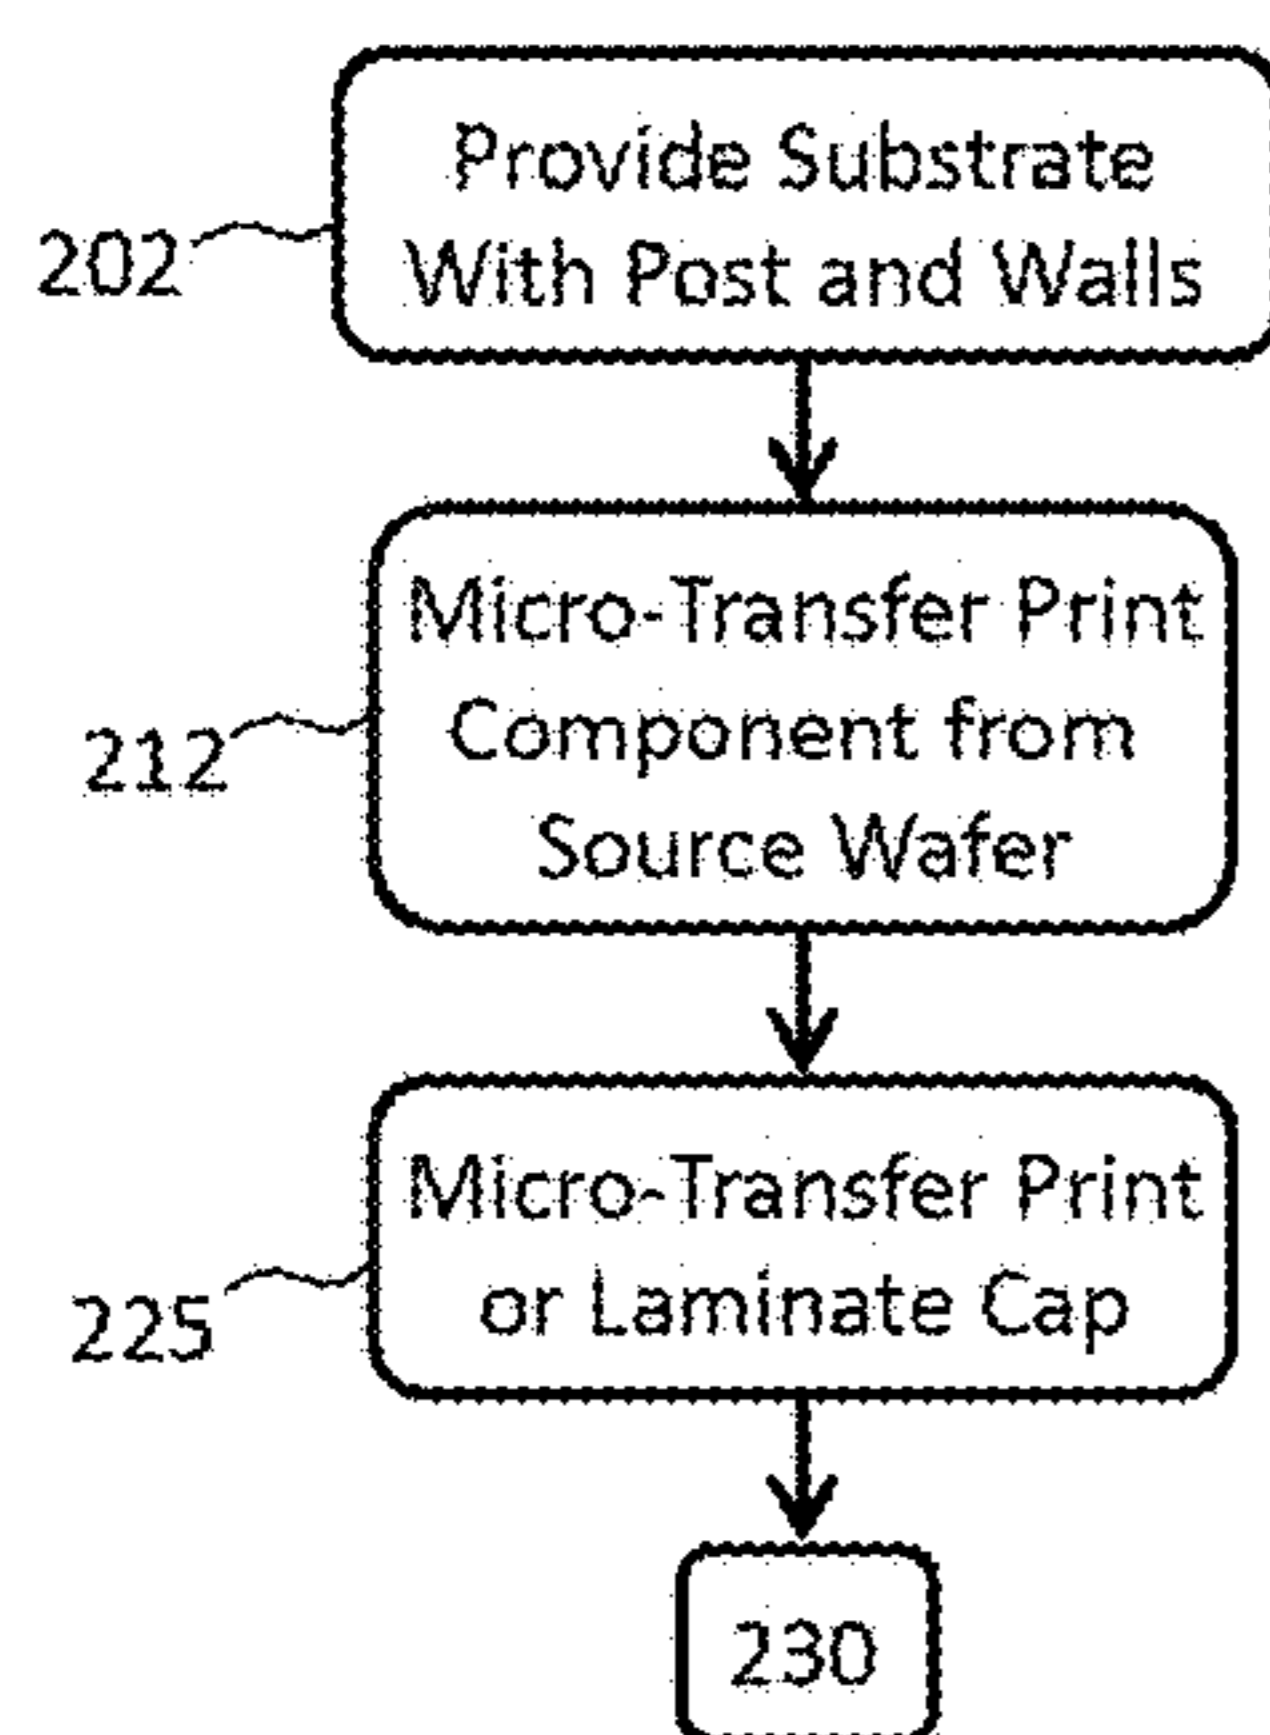 Provide Substrate
With Post and Walls
202
Micro-Transfer Print
Component from
Source Wafer
212
Micro-Transfer Print
or Laminate Cap
225
230